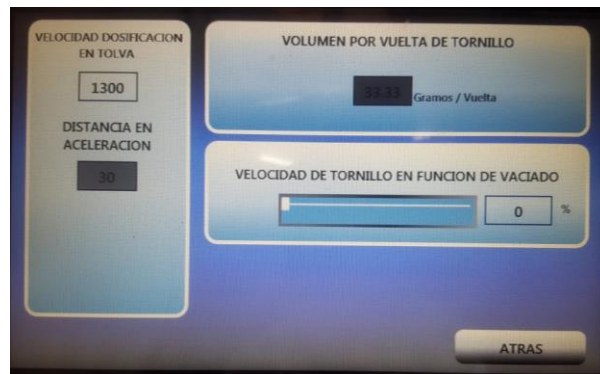 VELOCIDAD DOSIFICACION
EN TOLVA
1300
DISTANCIA EN
ACELERACION
30
VOLUMEN POR VUELTA DE TORNILLO
33.33 Gramos / Vuelta
VELOCIDAD DE TORNILLO EN FUNCION DE VACIADO
0 %
ATRAS